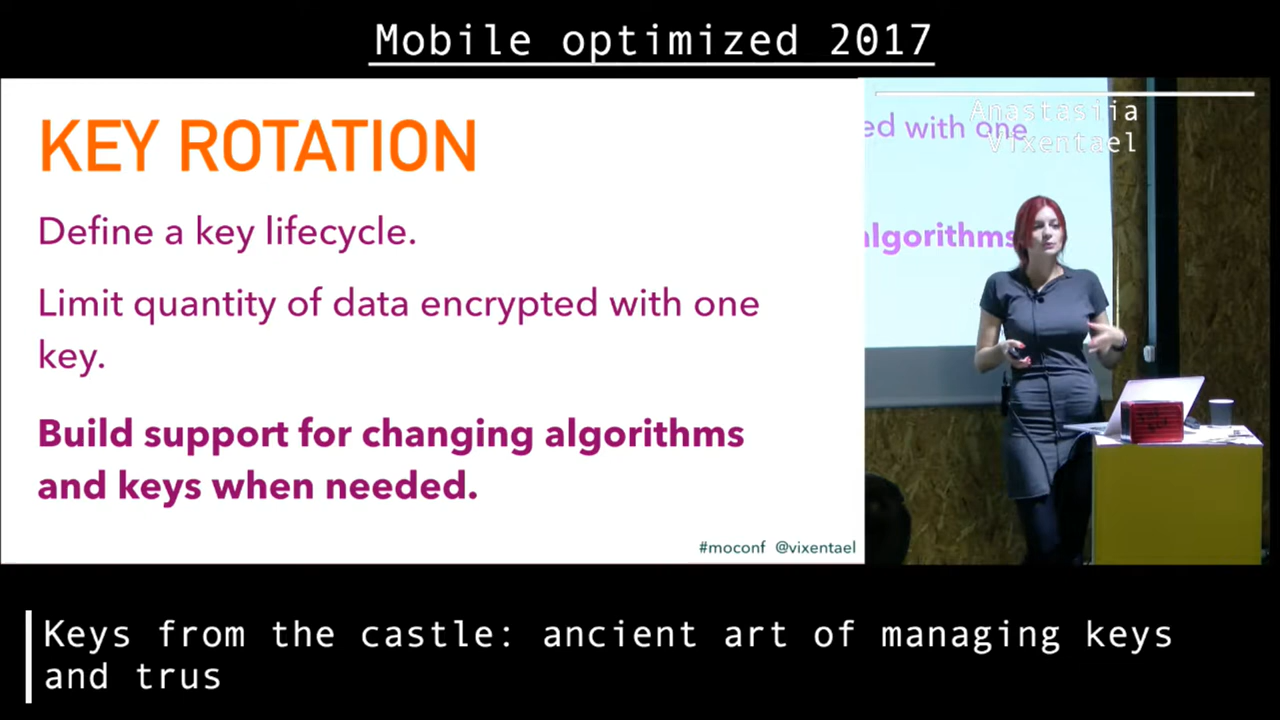 Mobile optimized 2017
KEY ROTATION
Define a key lifecycle.
Limit quantity of data encrypted with one
key.
Build support for changing algorithms
and keys when needed.
#moconf @vixentael
Anastasiia
Vixentael
ed with one
algorithms
Keys from the castle: ancient art of managing keys
and trus